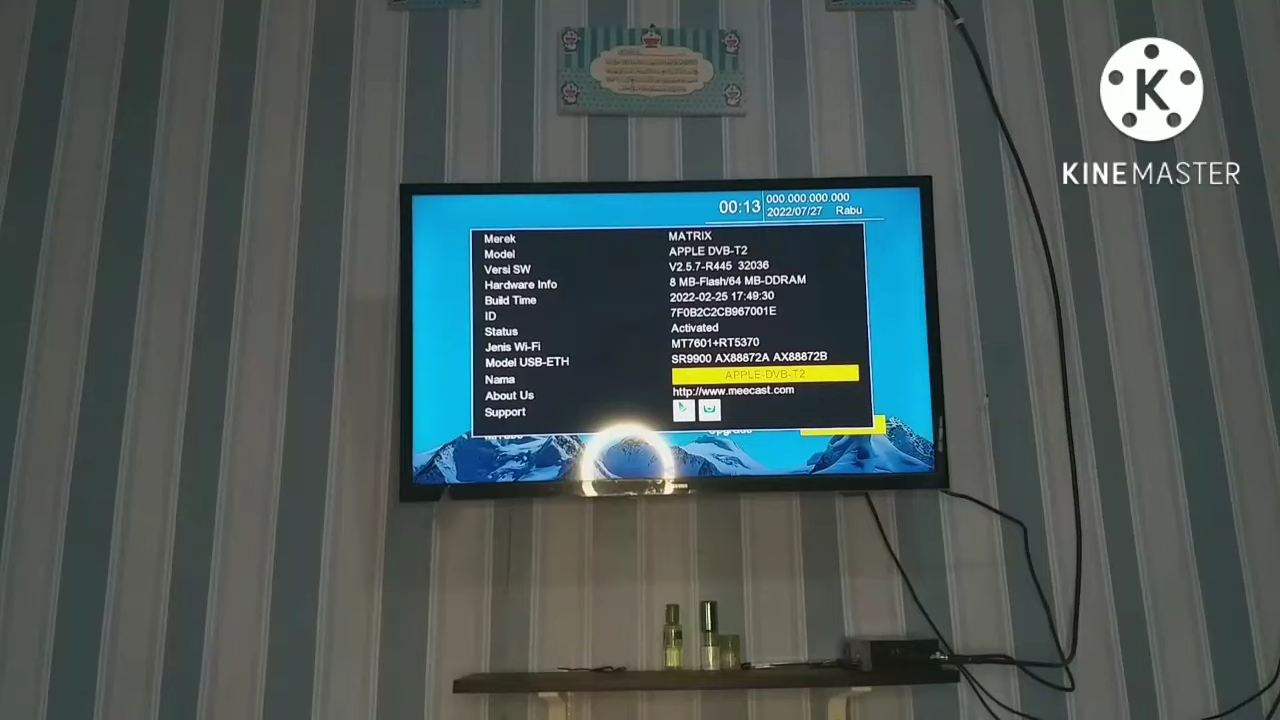 K
KINEMASTER
00:13
000.000.000.000
2022/07/27 Rabu
Merek MATRIX
Model APPLE DVB-T2
Versi SW V2.5.7-R445 32036
Hardware Info 8 MB-Flash/64 MB-DDRAM
Build Time 2022-02-25 17:49:30
ID 7F0B2C2CB967001E
Status Activated
Jenis Wi-Fi MT7601+RT5370
Model USB-ETH SR9900 AX88872A AX88872B
Nama APPLE-DVB-T2
About Us http://www.meecast.com
Support